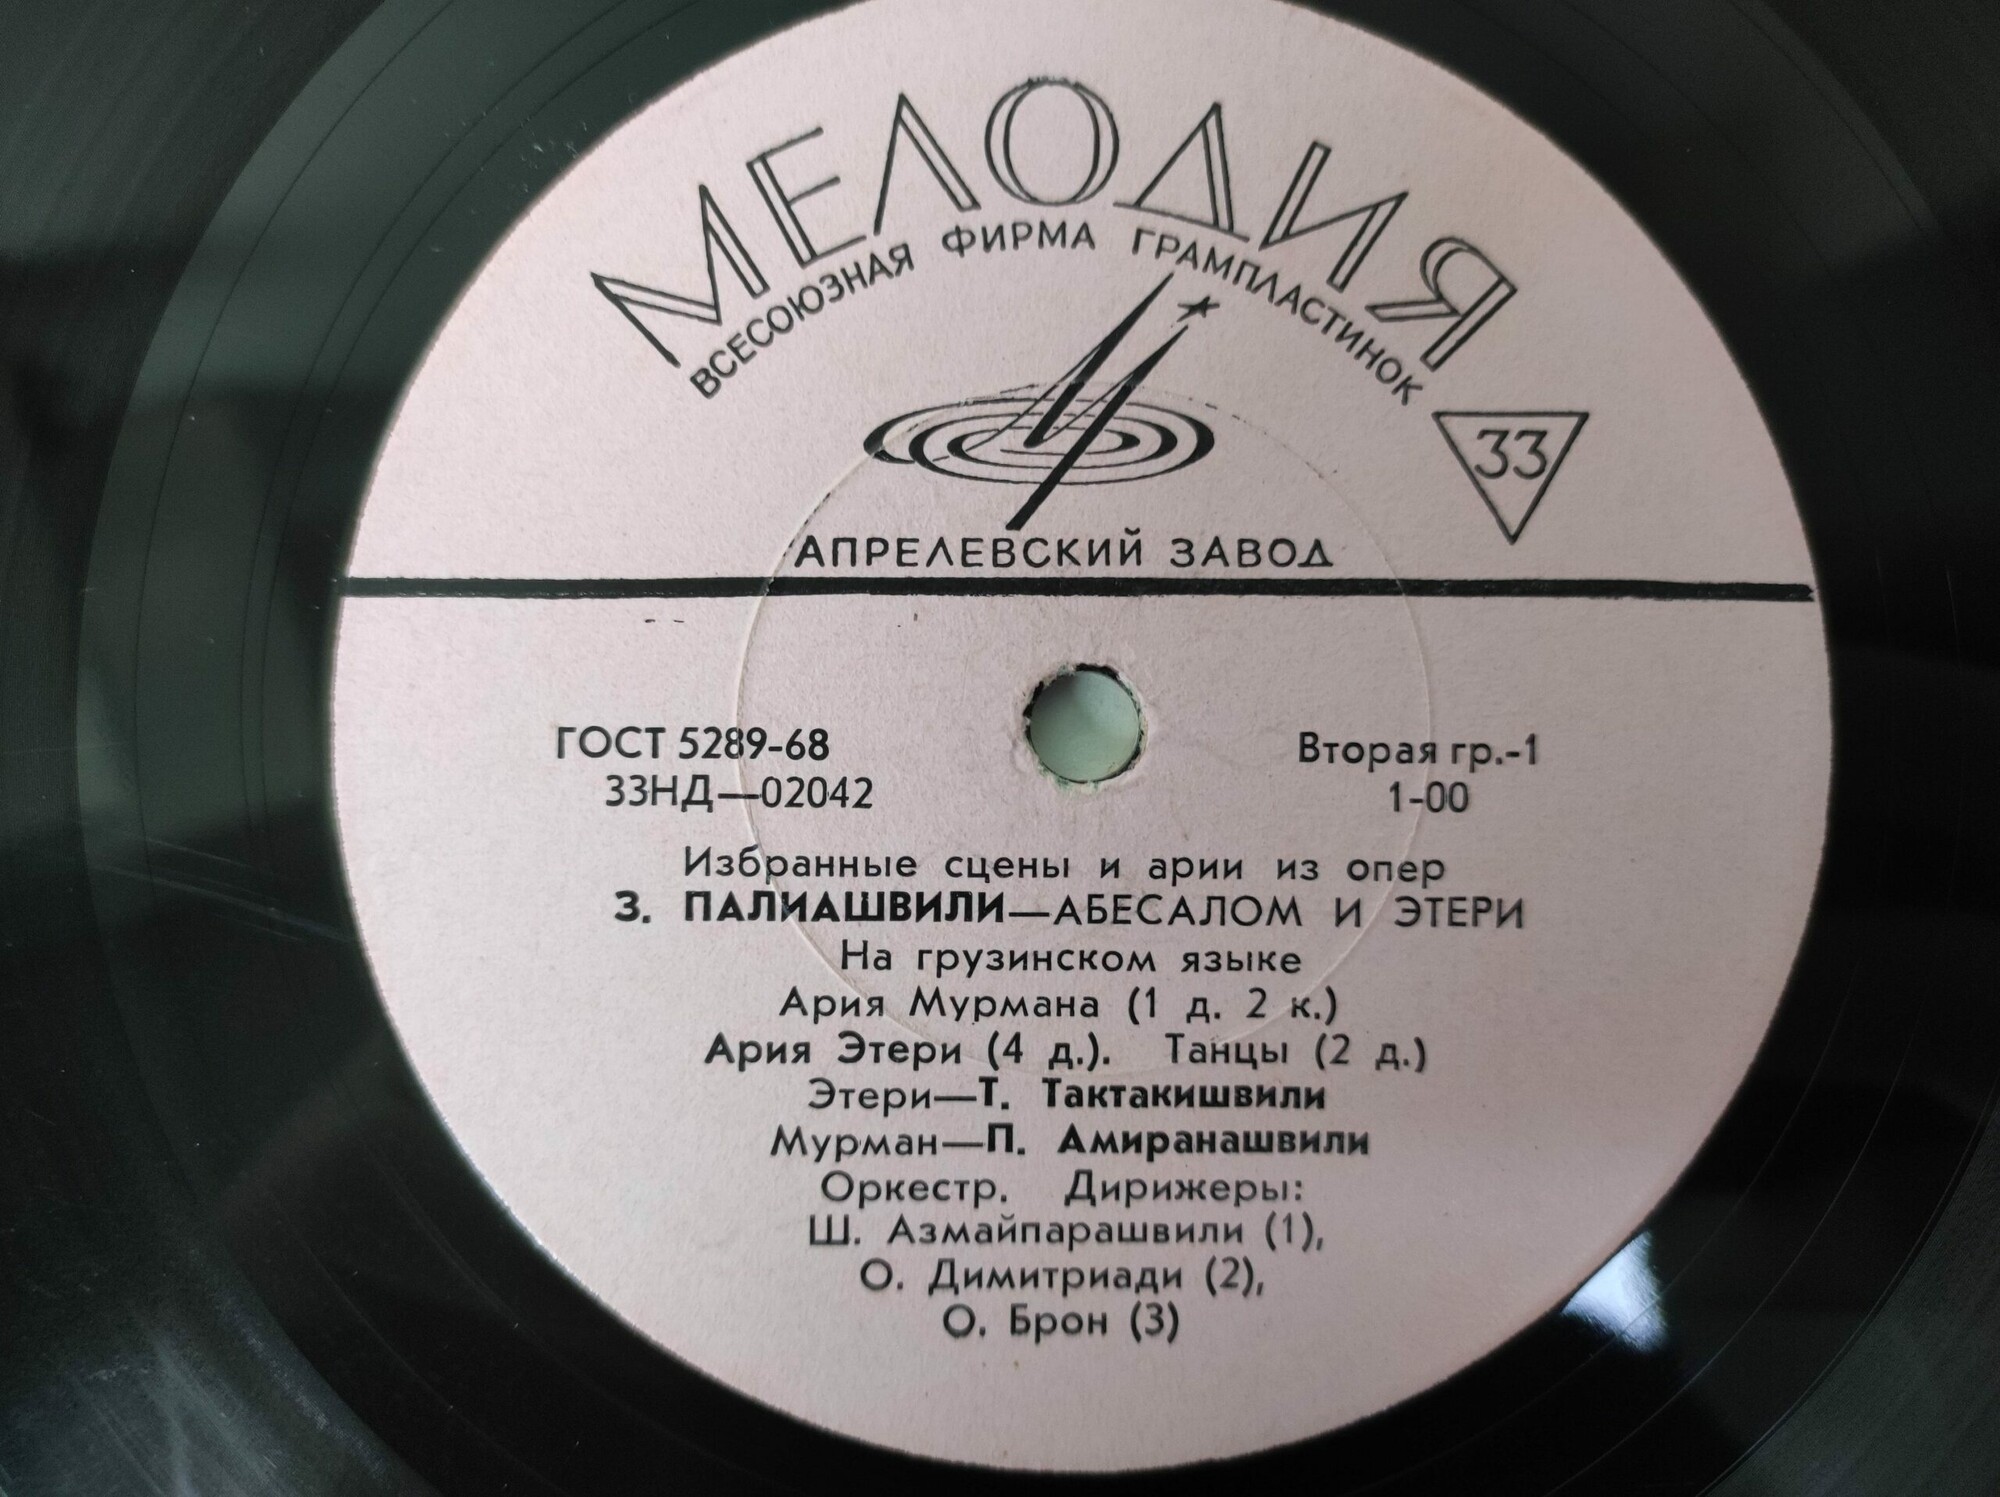 МЕЛОДИЯ
ВСЕСОЮЗНАЯ ФИРМА ГРАМПЛАСТИНОК
33
АПРЕЛЕВСКИЙ ЗАВОД
ГОСТ 5289-68
Вторая гр.-1
33НД—02042
1-00
Избранные сцены и арии из опер
З. ПАЛИАШВИЛИ—АБЕСАЛОМ И ЭТЕРИ
На грузинском языке
Ария Мурмана (1 д. 2 к.)
Ария Этери (4 д.). Танцы (2 д.)
Этери—Т. Тактакишвили
Мурман—П. Амиранашвили
Оркестр. Дирижеры:
Ш. Азмайпарашвили (1),
О. Димитриади (2),
О. Брон (3)